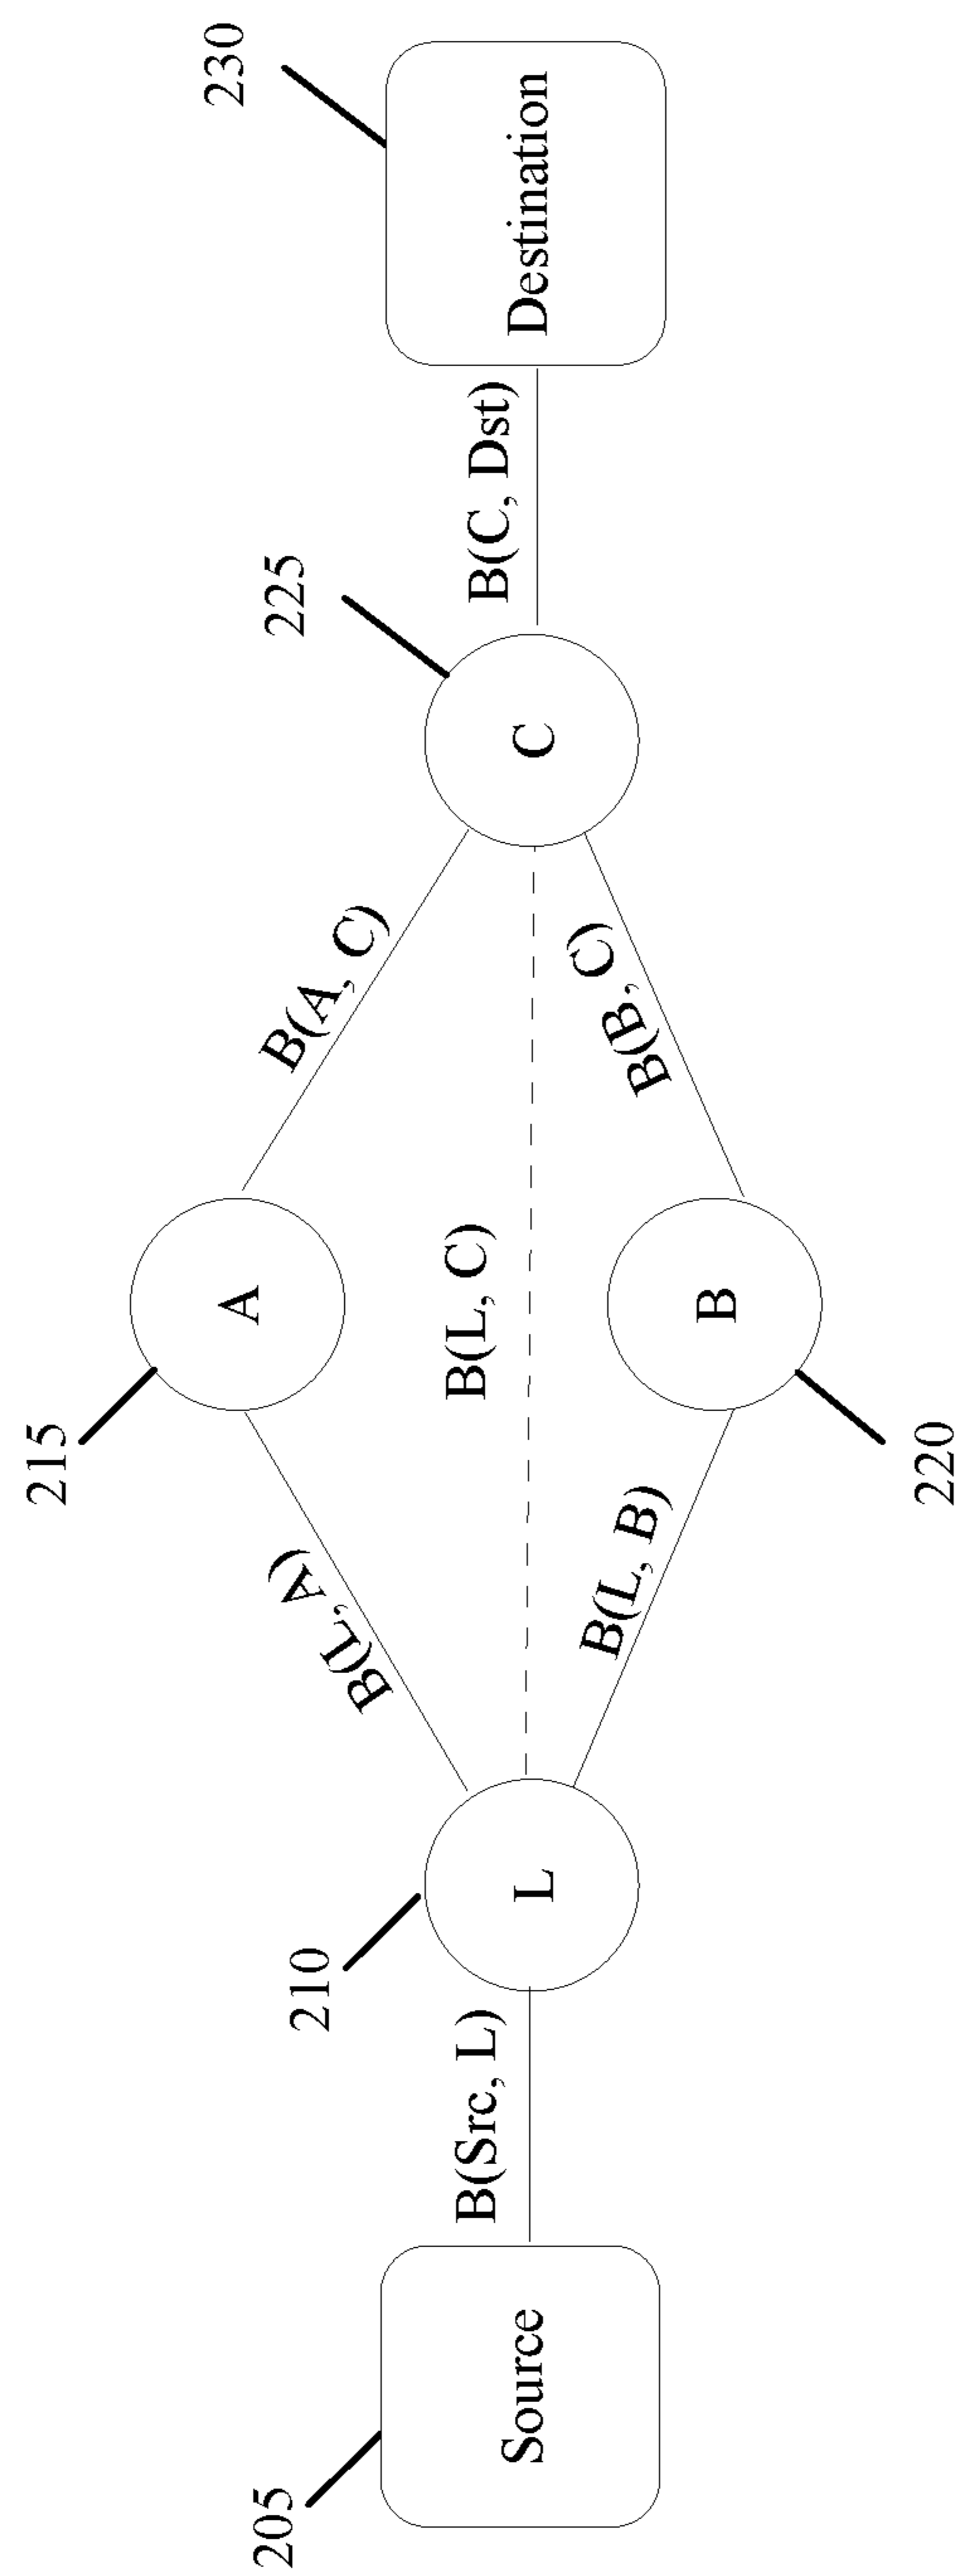 215
230
225
210
205
A
B(L, A)
B(A, C)
B(Src, L)
B(L, C)
B(C, Dst)
Source
L
C
Destination
B(L, B)
B(B, C)
B
220